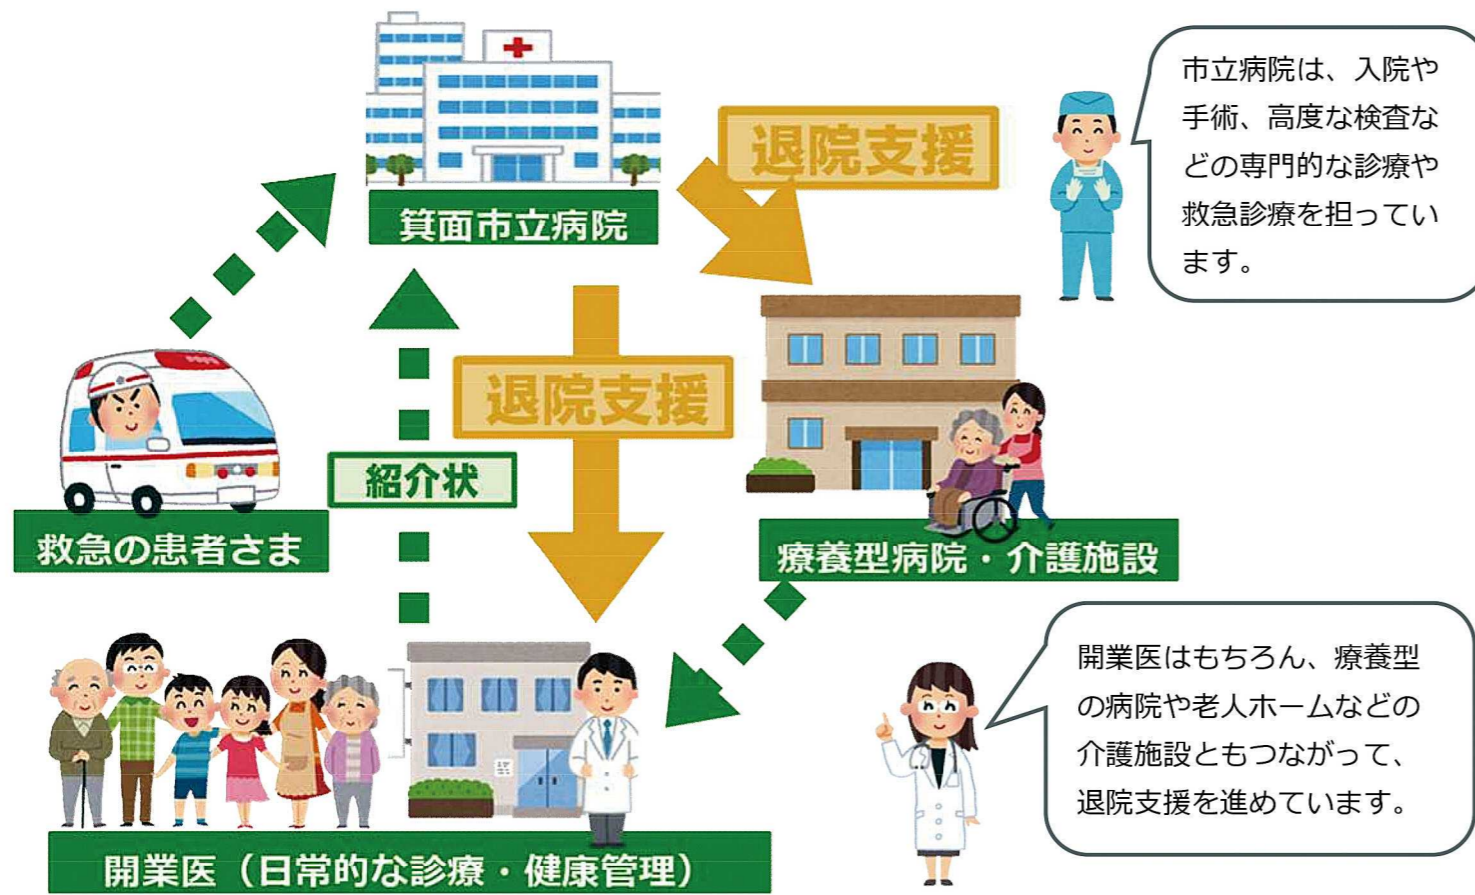 市立病院は、入院や
手術、高度な検査な
どの専門的な診療や
救急診療を担ってい
ます。
退院支援
箕面市立病院
退院支援
紹介状
救急の患者さま
療養型病院・介護施設
開業医はもちろん、療養型
の病院や老人ホームなどの
介護施設ともつながって、
退院支援を進めています。
開業医（日常的な診療・健康管理）